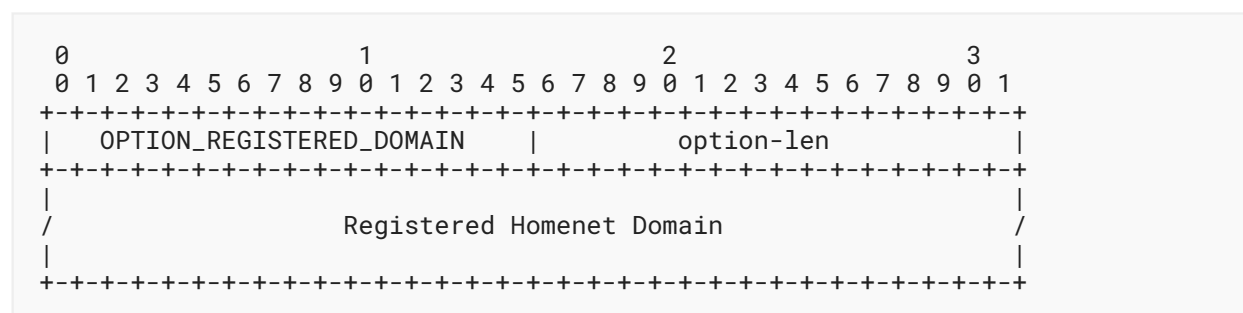 0                   1                   2                   3
 0 1 2 3 4 5 6 7 8 9 0 1 2 3 4 5 6 7 8 9 0 1 2 3 4 5 6 7 8 9 0 1
+-+-+-+-+-+-+-+-+-+-+-+-+-+-+-+-+-+-+-+-+-+-+-+-+-+-+-+-+-+-+-+-+
|   OPTION_REGISTERED_DOMAIN    |         option-len            |
+-+-+-+-+-+-+-+-+-+-+-+-+-+-+-+-+-+-+-+-+-+-+-+-+-+-+-+-+-+-+-+-+
|                                                               |
/                   Registered Homenet Domain                   /
|                                                               |
+-+-+-+-+-+-+-+-+-+-+-+-+-+-+-+-+-+-+-+-+-+-+-+-+-+-+-+-+-+-+-+-+